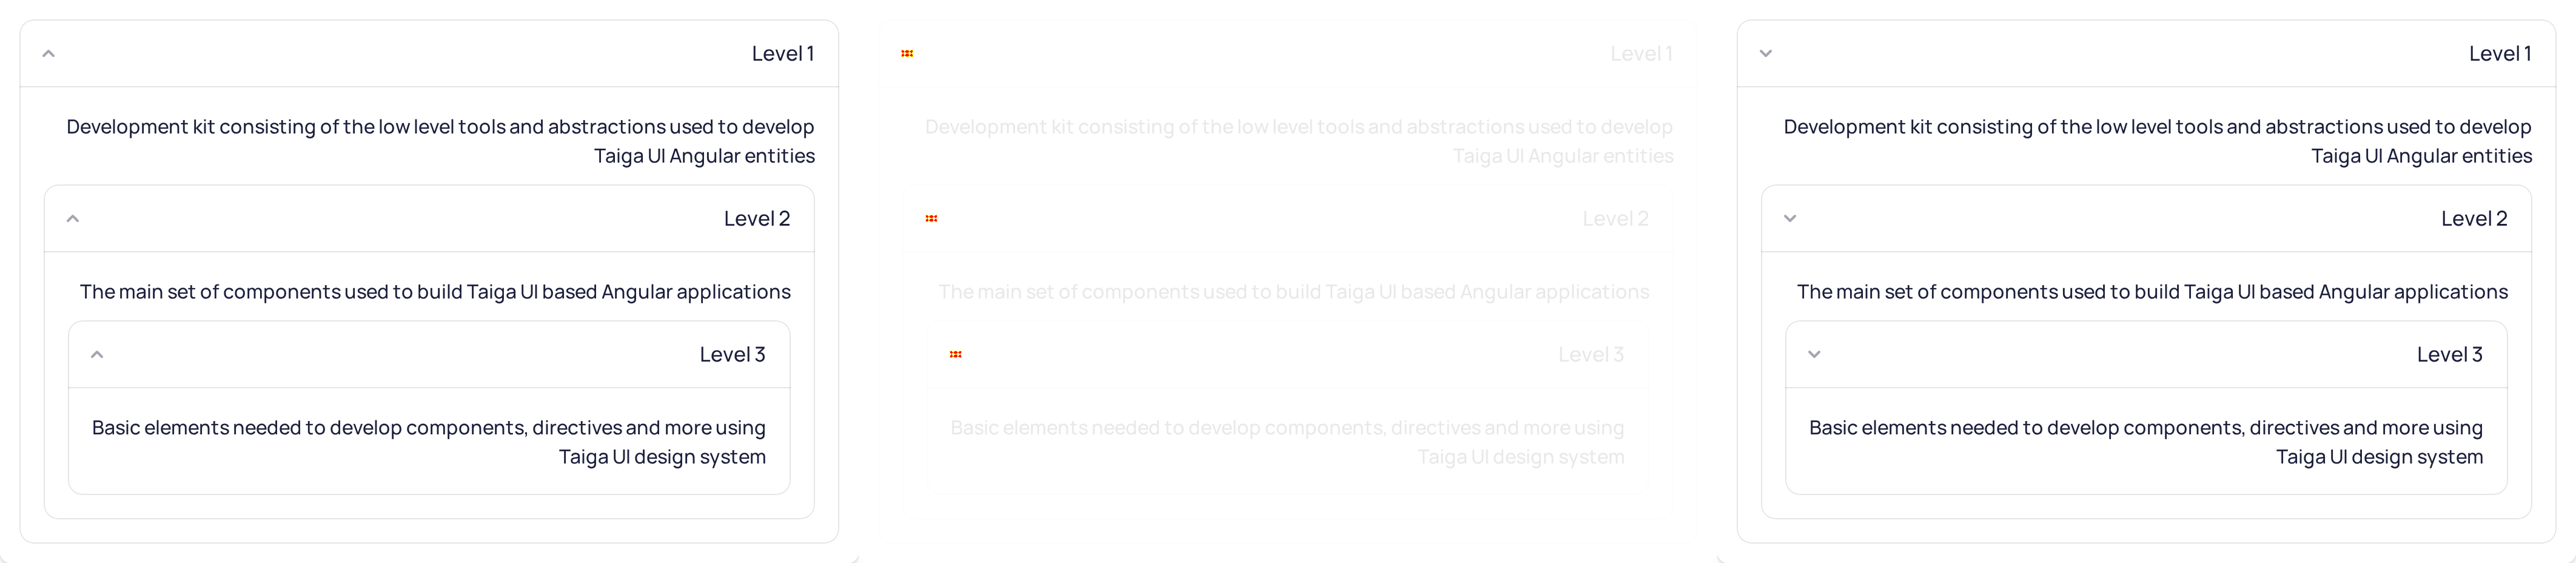 Level 1
Development kit consisting of the low level tools and abstractions used to develop
Taiga UI Angular entities
Level 2
The main set of components used to build Taiga UI based Angular applications
Level 3
Basic elements needed to develop components, directives and more using
Taiga UI design system
Level 1
Development kit consisting of the low level tools and abstractions used to develop
Taiga UI Angular entities
Level 2
The main set of components used to build Taiga UI based Angular applications
Level 3
Basic elements needed to develop components, directives and more using
Taiga UI design system
Level 1
Development kit consisting of the low level tools and abstractions used to develop
Taiga UI Angular entities
Level 2
The main set of components used to build Taiga UI based Angular applications
Level 3
Basic elements needed to develop components, directives and more using
Taiga UI design system